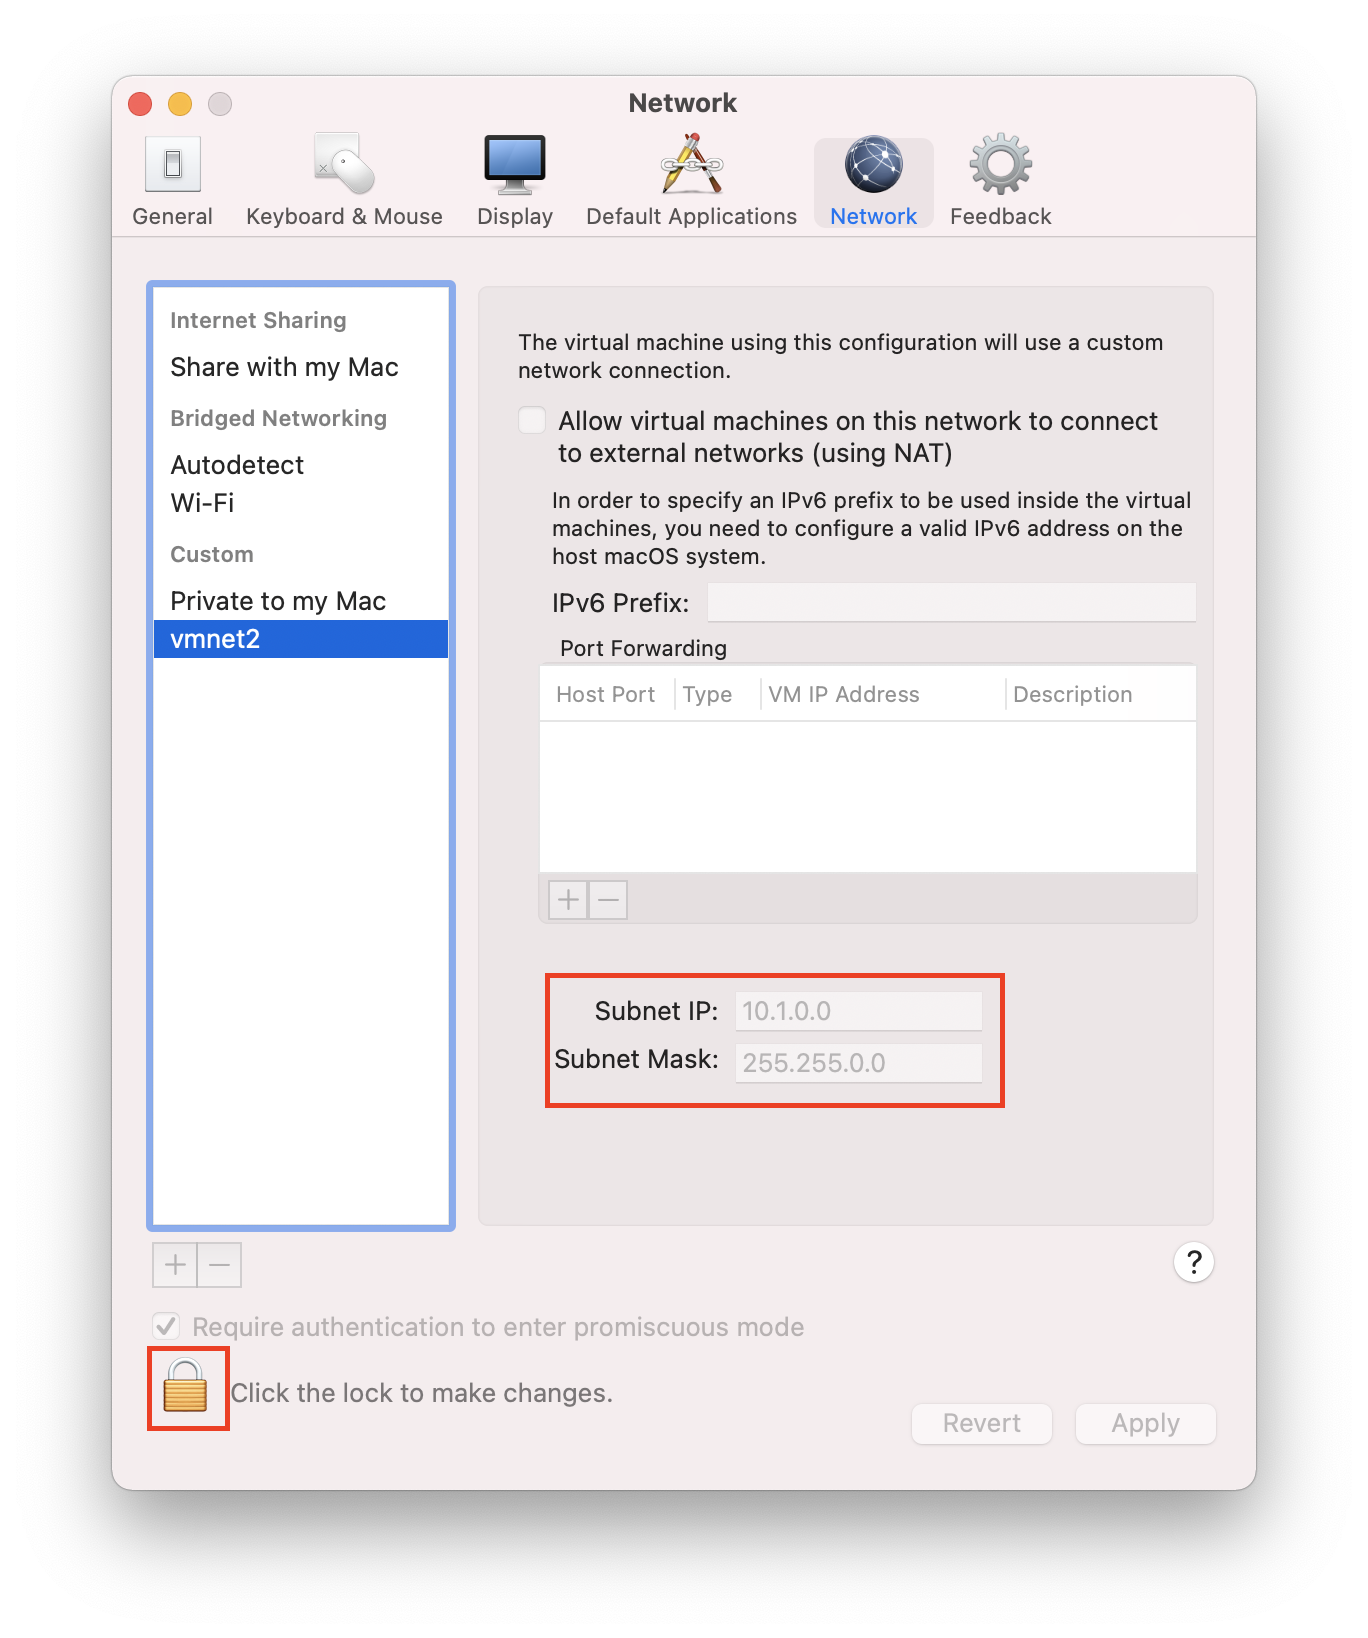 Network
General
Keyboard & Mouse
Display
Default Applications
Network
Feedback
Internet Sharing
Share with my Mac
Bridged Networking
Autodetect
Wi-Fi
Custom
Private to my Mac
vmnet2
The virtual machine using this configuration will use a custom
network connection.
Allow virtual machines on this network to connect
to external networks (using NAT)
In order to specify an IPv6 prefix to be used inside the virtual
machines, you need to configure a valid IPv6 address on the
host macOS system.
IPv6 Prefix:
Port Forwarding
Host Port
Type
VM IP Address
Description
Subnet IP: 10.1.0.0
Subnet Mask: 255.255.0.0
?
Require authentication to enter promiscuous mode
Click the lock to make changes.
Revert
Apply